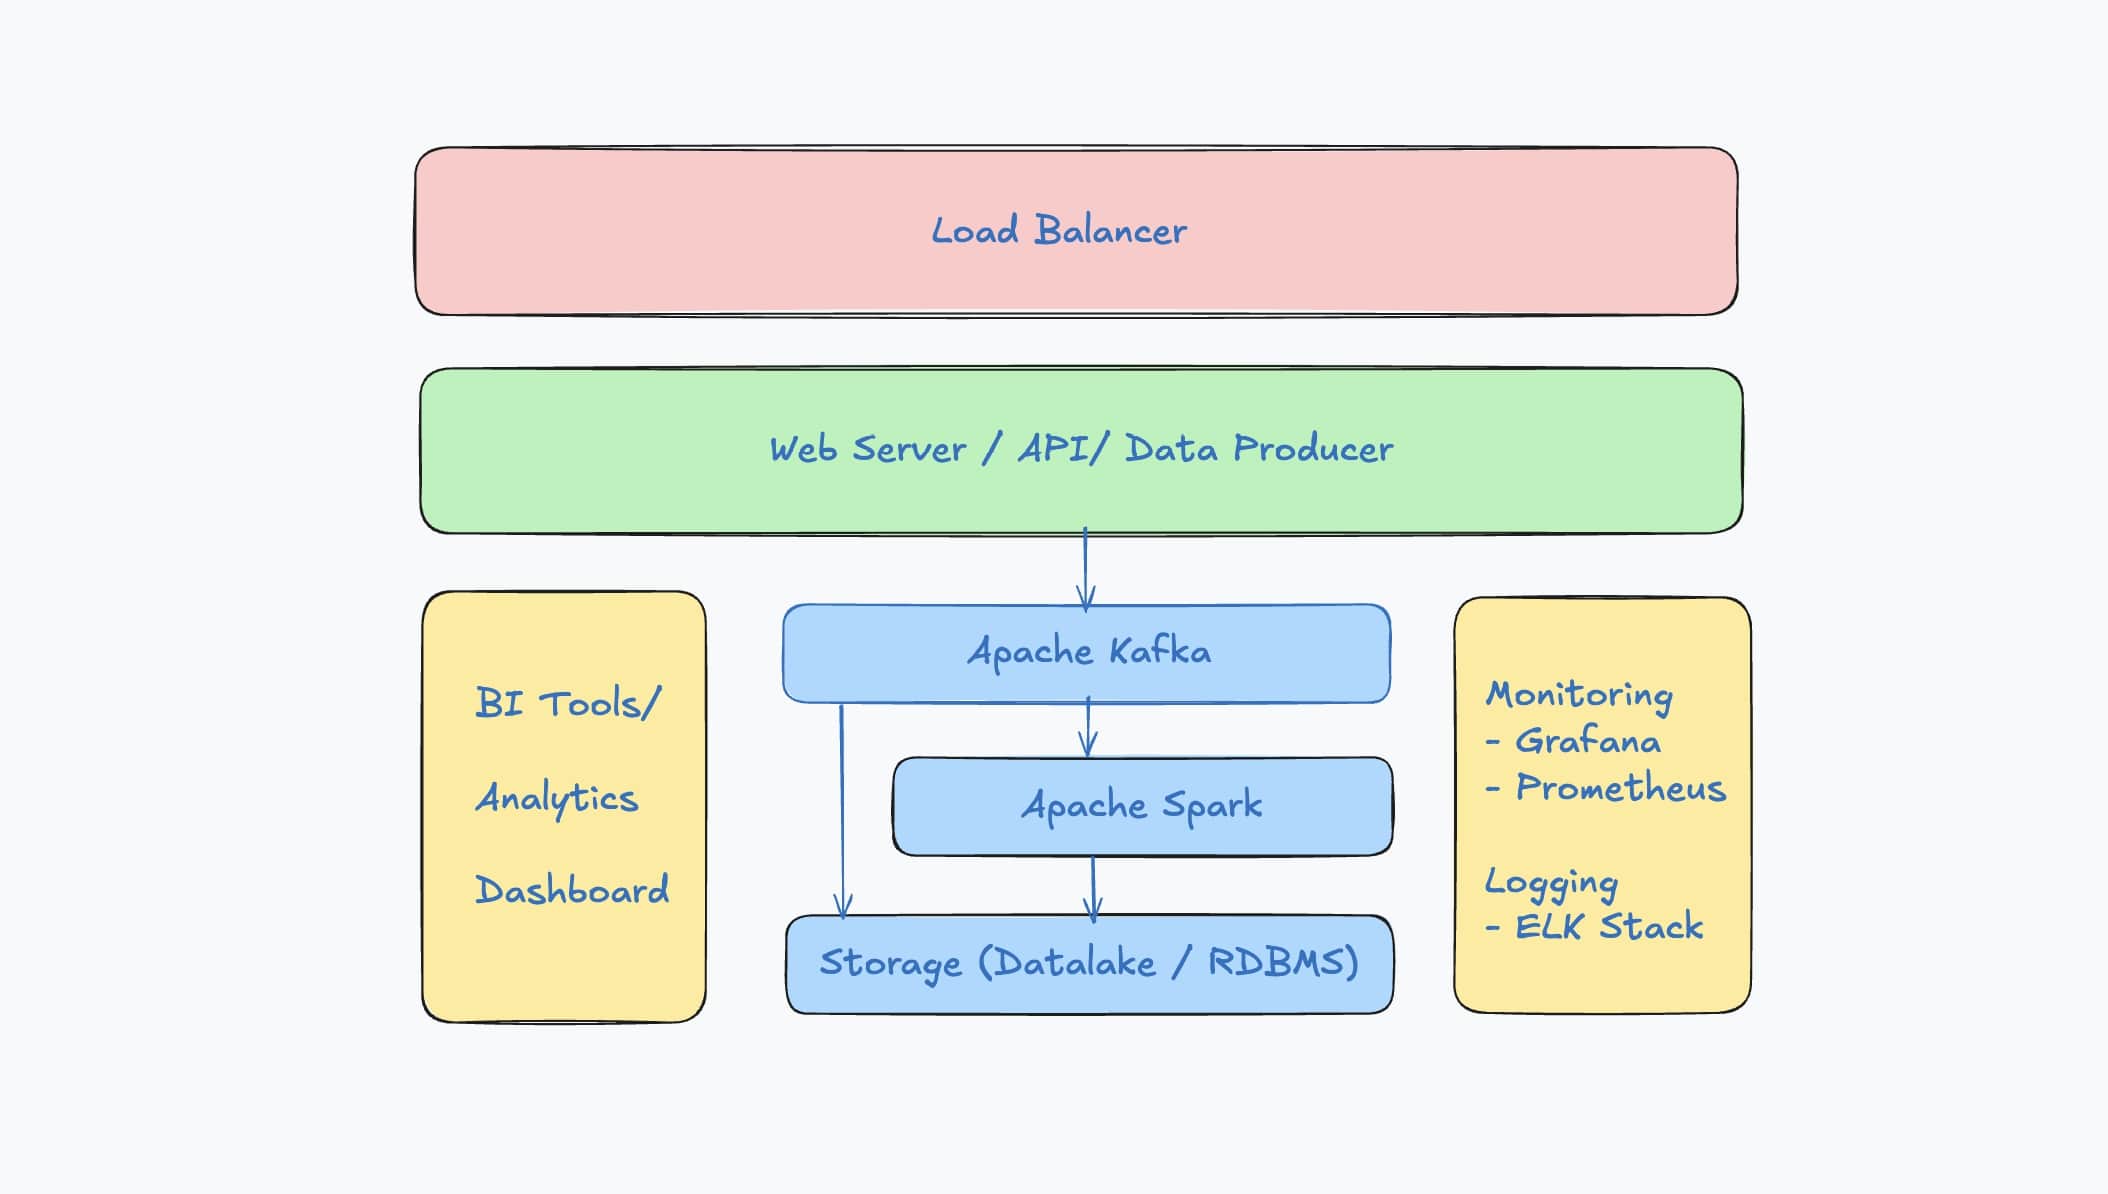 Load Balancer
Web Server / API/ Data Producer
BI Tools/
Analytics
Dashboard
Apache Kafka
Apache Spark
Storage (Datalake / RDBMS)
Monitoring
- Grafana
- Prometheus
Logging
- ELK Stack